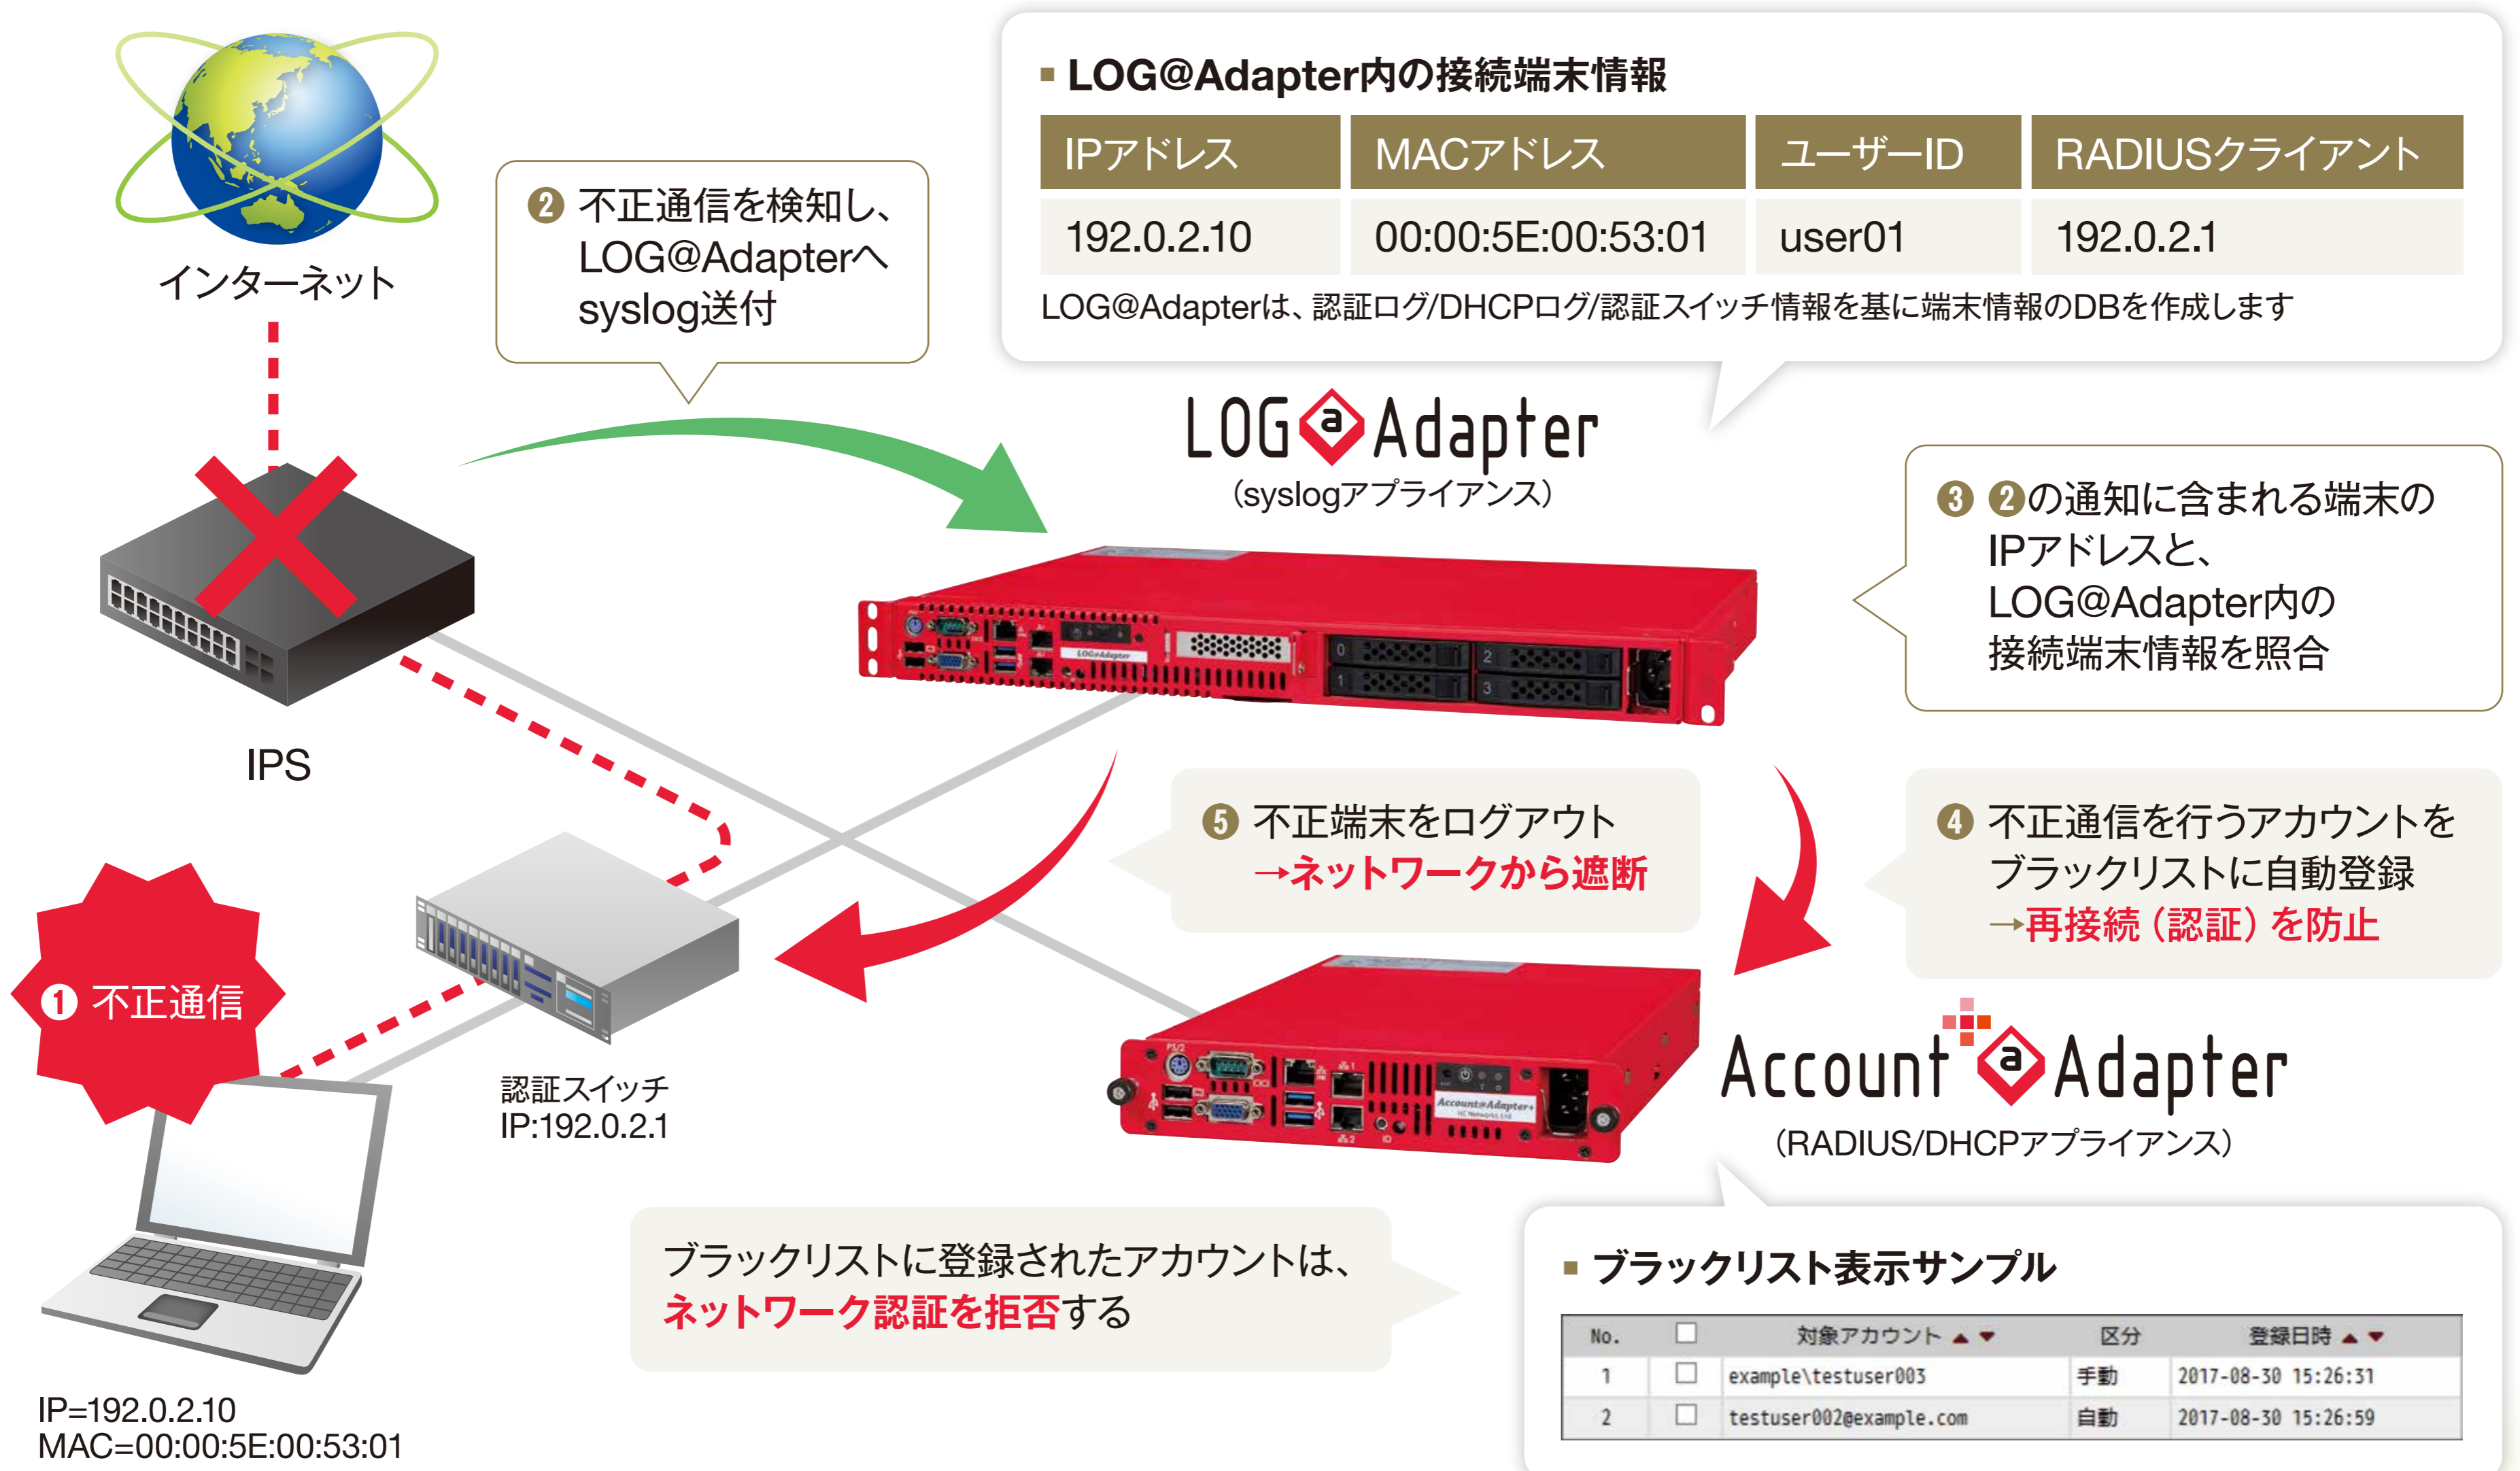 ■ LOG@Adapter内の接続端末情報
IPアドレス MACアドレス ユーザーID RADIUSクライアント
192.0.2.10 00:00:5E:00:53:01 user01 192.0.2.1
LOG@Adapterは、認証ログ/DHCPログ/認証スイッチ情報を基に端末情報のDBを作成します
インターネット
❷ 不正通信を検知し、
LOG@Adapterへ
syslog送付
LOG@Adapter
（syslogアプライアンス）
❸ ❷の通知に含まれる端末の
IPアドレスと、
LOG@Adapter内の
接続端末情報を照合
LOG@Adapter
0
1
2
3
IPS
❺ 不正端末をログアウト
→ネットワークから遮断
❹ 不正通信を行うアカウントを
ブラックリストに自動登録
→再接続（認証）を防止
❶ 不正通信
認証スイッチ
IP:192.0.2.1
PS/2
1
2
ID
Account@Adapter+
HC Networks, Ltd.
Account@Adapter
（RADIUS/DHCPアプライアンス）
IP=192.0.2.10
MAC=00:00:5E:00:53:01
ブラックリストに登録されたアカウントは、
ネットワーク認証を拒否する
■ ブラックリスト表示サンプル
No. □ 対象アカウント ▲ ▼ 区分 登録日時 ▲ ▼
1 □ example\testuser003 手動 2017-08-30 15:26:31
2 □ testuser002@example.com 自動 2017-08-30 15:26:59